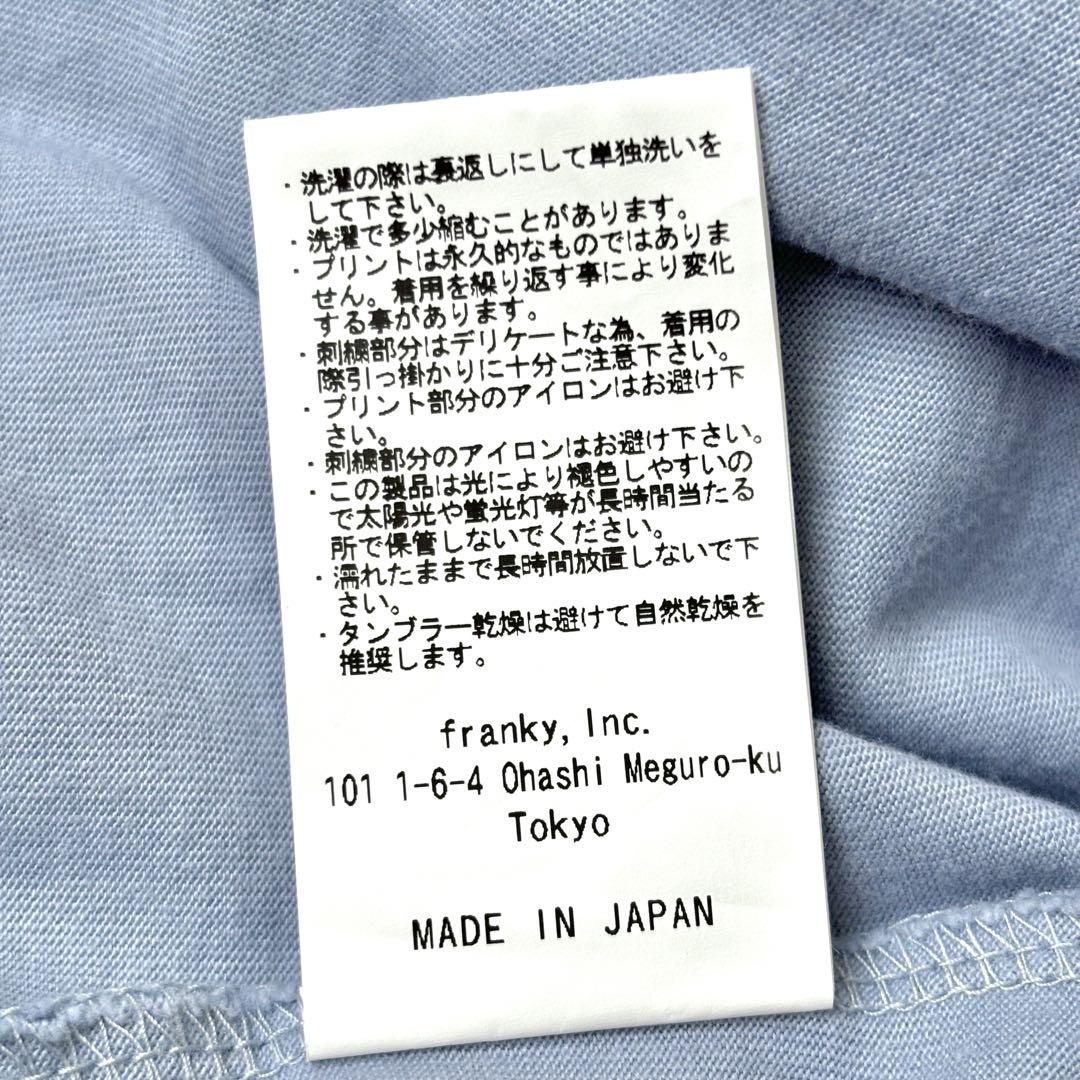 ・洗濯の際は裏返しにして単独洗いを
して下さい。
・洗濯で多少縮むことがあります。
・プリントは永久的なものではありま
せん。着用を繰り返す事により変化
する事があります。
・刺繍部分はデリケートな為、着用の
際引っ掛かりに十分ご注意下さい。
・プリント部分のアイロンはお避け下
さい。
・刺繍部分のアイロンはお避け下さい。
・この製品は光により褪色しやすいの
で太陽光や蛍光灯等が長時間当たる
所で保管しないでください。
・濡れたままで長時間放置しないで下
さい。
・タンブラー乾燥は避けて自然乾燥を
推奨します。
franky, Inc.
101 1-6-4 Ohashi Meguro-ku
Tokyo
MADE IN JAPAN